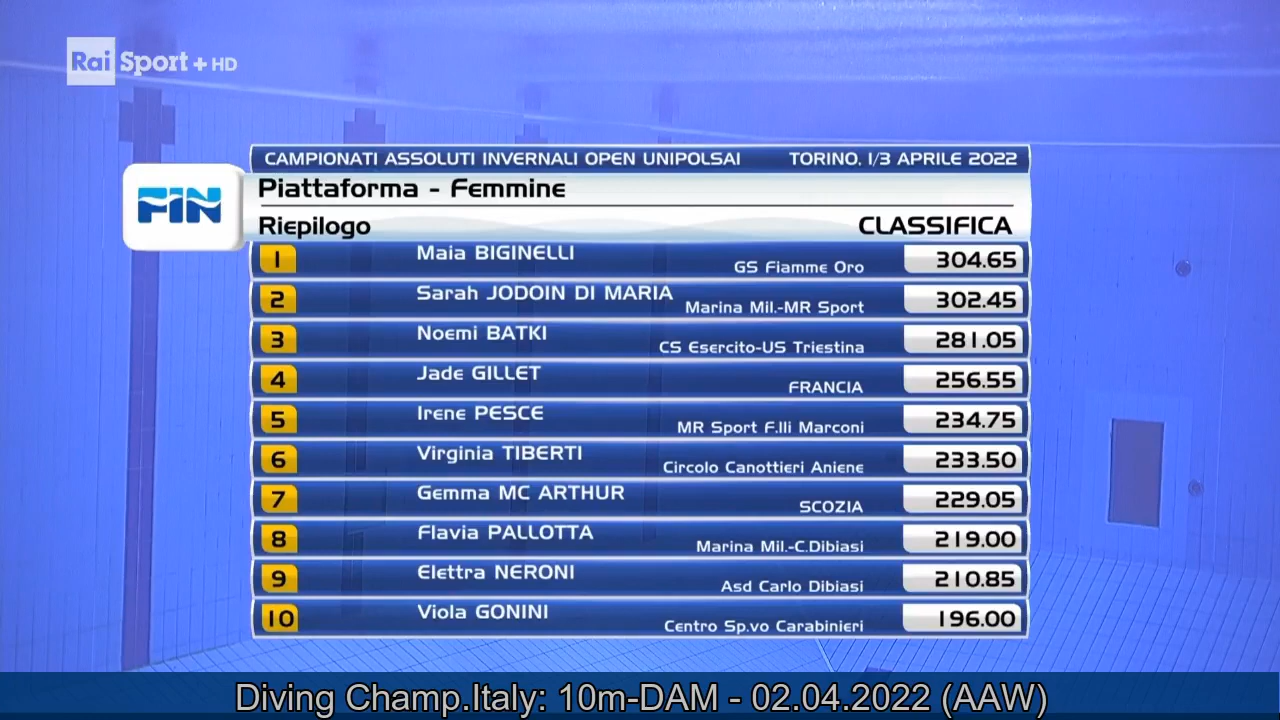 Rai Sport + HD
CAMPIONATI ASSOLUTI INVERNALI OPEN UNIPOLSAI TORINO, 1/3 APRILE 2022
FIN
Piattaforma - Femmine
Riepilogo CLASSIFICA
1 Maia BIGINELLI GS Fiamme Oro 304.65
2 Sarah JODOIN DI MARIA Marina Mil.-MR Sport 302.45
3 Noemi BATKI CS Esercito-US Triestina 281.05
4 Jade GILLET FRANCIA 256.55
5 Irene PESCE MR Sport F.lli Marconi 234.75
6 Virginia TIBERTI Circolo Canottieri Aniene 233.50
7 Gemma MC ARTHUR SCOZIA 229.05
8 Flavia PALLOTTA Marina Mil.-C.Dibiasi 219.00
9 Elettra NERONI Asd Carlo Dibiasi 210.85
10 Viola GONINI Centro Sp.vo Carabinieri 196.00
Diving Champ.Italy: 10m-DAM - 02.04.2022 (AAW)